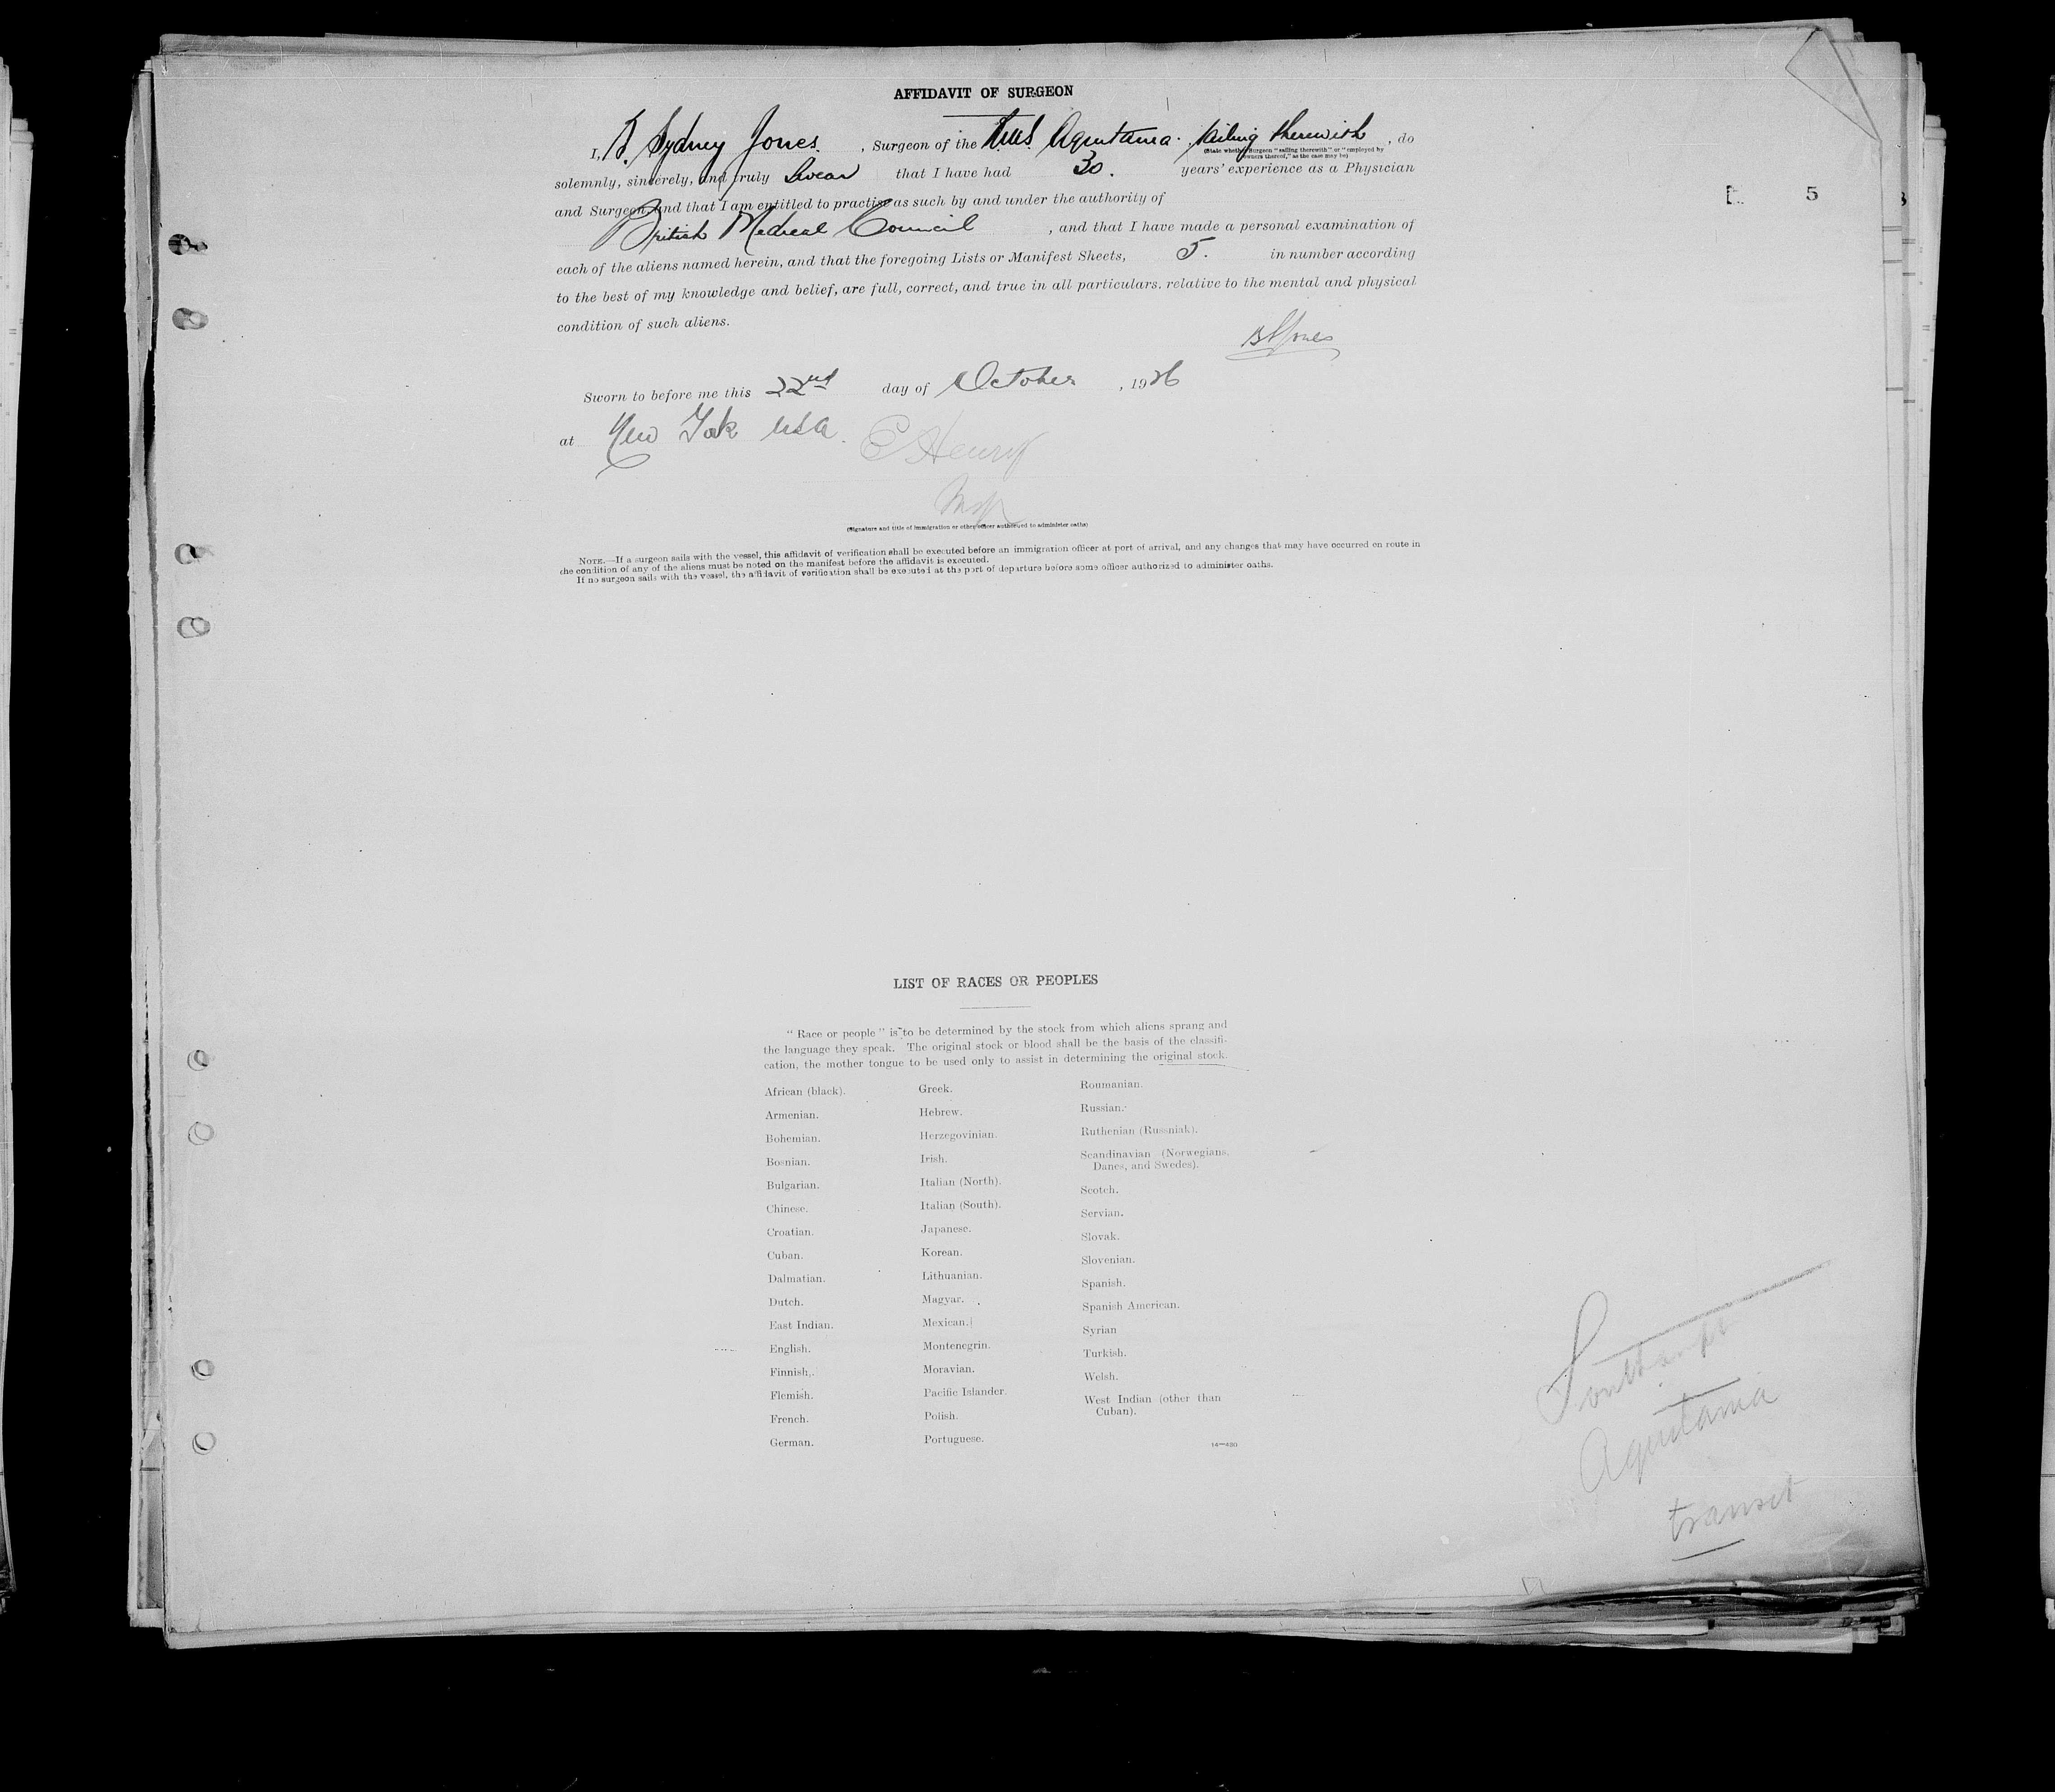 AFFIDAVIT OF SURGEON
I, B. Sydney Jones. , Surgeon of the RMS Aquitania. , sailing therewith , do
(State whether Surgeon "sailing therewith" or "employed by
owners thereof," as the case may be)
solemnly, sincerely, and truly Swear that I have had 30. years' experience as a Physician
and Surgeon and that I am entitled to practise as such by and under the authority of
British Medical Council , and that I have made a personal examination of
each of the aliens named herein, and that the foregoing Lists or Manifest Sheets, 5. in number according
to the best of my knowledge and belief, are full, correct, and true in all particulars. relative to the mental and physical
condition of such aliens.
BSJones
Sworn to before me this 22nd day of October , 1926
at New York USA. E Henry
Insp
(Signature and title of immigration or other officer authorized to administer oaths)
NOTE.—If a surgeon sails with the vessel, this affidavit of verification shall be executed before an immigration officer at port of arrival, and any changes that may have occurred on route in
the condition of any of the aliens must be noted on the manifest before the affidavit is executed.
If no surgeon sails with the vessel, the affidavit of verification shall be executed at the port of departure before some officer authorized to administer oaths.
5
LIST OF RACES OR PEOPLES
"Race or people" is to be determined by the stock from which aliens sprang and
the language they speak. The original stock or blood shall be the basis of the classifi-
cation, the mother tongue to be used only to assist in determining the original stock.
African (black).
Armenian.
Bohemian.
Bosnian.
Bulgarian.
Chinese.
Croatian.
Cuban.
Dalmatian.
Dutch.
East Indian.
English.
Finnish.
Flemish.
French.
German.
Greek.
Hebrew.
Herzegovinian.
Irish.
Italian (North).
Italian (South).
Japanese.
Korean.
Lithuanian.
Magyar.
Mexican.
Montenegrin.
Moravian.
Pacific Islander.
Polish.
Portuguese.
Roumanian.
Russian.
Ruthenian (Russniak).
Scandinavian (Norwegians,
Danes, and Swedes).
Scotch.
Servian.
Slovak.
Slovenian.
Spanish.
Spanish American.
Syrian
Turkish.
Welsh.
West Indian (other than
Cuban).
14—430
Aquitania
transit